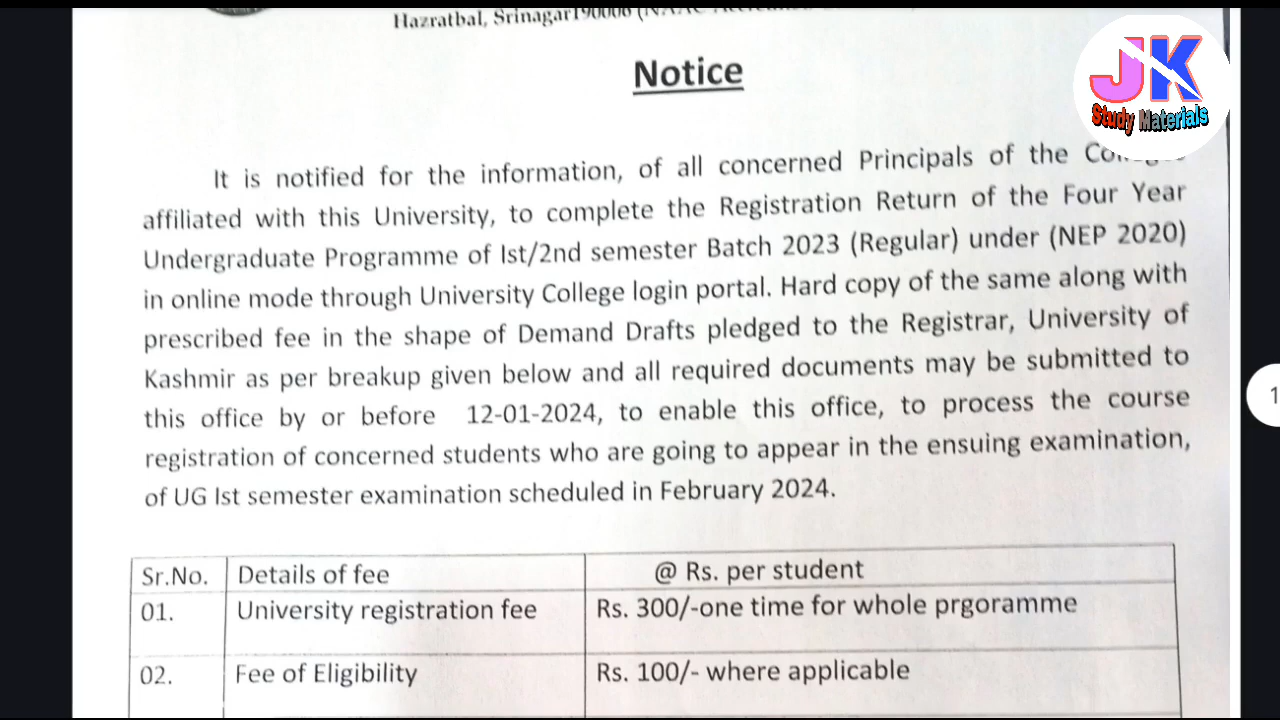 Hazratbal, Srinagar190006 (NAAC
Notice
JK
Study Materials
It is notified for the information, of all concerned Principals of the Colleges
affiliated with this University, to complete the Registration Return of the Four Year
Undergraduate Programme of Ist/2nd semester Batch 2023 (Regular) under (NEP 2020)
in online mode through University College login portal. Hard copy of the same along with
prescribed fee in the shape of Demand Drafts pledged to the Registrar, University of
Kashmir as per breakup given below and all required documents may be submitted to
this office by or before 12-01-2024, to enable this office, to process the course
registration of concerned students who are going to appear in the ensuing examination,
of UG Ist semester examination scheduled in February 2024.
Sr.No. Details of fee @ Rs. per student
01. University registration fee Rs. 300/-one time for whole prgoramme
02. Fee of Eligibility Rs. 100/- where applicable
1